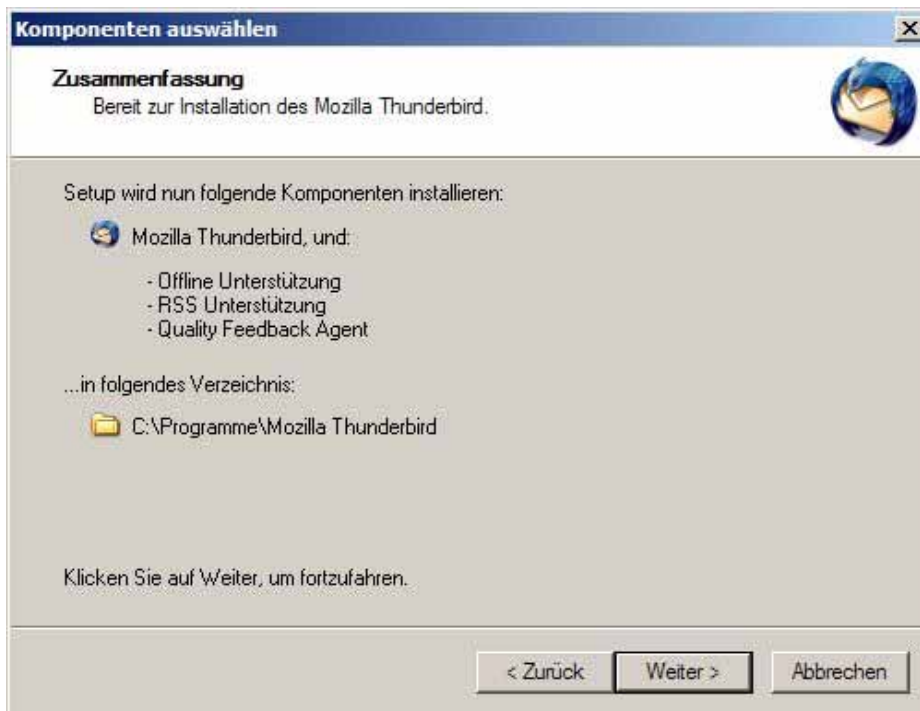 Komponenten auswählen
Zusammenfassung
Bereit zur Installation des Mozilla Thunderbird.
Setup wird nun folgende Komponenten installieren:
Mozilla Thunderbird, und:
- Offline Unterstützung
- RSS Unterstützung
- Quality Feedback Agent
...in folgendes Verzeichnis:
C:\Programme\Mozilla Thunderbird
Klicken Sie auf Weiter, um fortzufahren.
< Zurück
Weiter >
Abbrechen